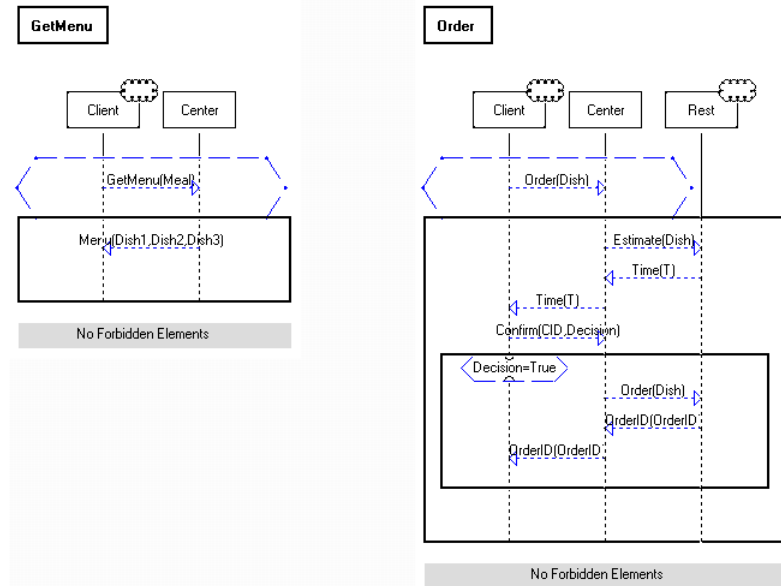 GetMenu
Client
Center
GetMenu(Meal)
Menu(Dish1,Dish2,Dish3)
No Forbidden Elements
Order
Client
Center
Rest
Order(Dish)
Estimate(Dish)
Time(T)
Time(T)
Confirm(CID,Decision)
Decision=True
Order(Dish)
OrderID(OrderID
OrderID(OrderID
No Forbidden Elements